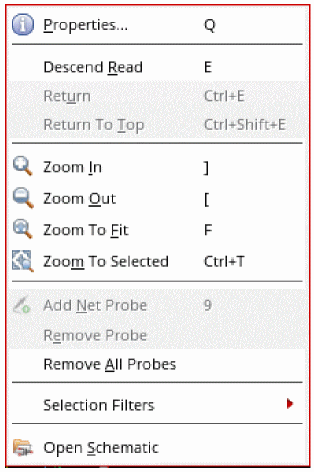 Properties... Q
Descend Read E
Return Ctrl+E
Return To Top Ctrl+Shift+E
Zoom In ]
Zoom Out [
Zoom To Fit F
Zoom To Selected Ctrl+T
Add Net Probe 9
Remove Probe
Remove All Probes
Selection Filters
Open Schematic